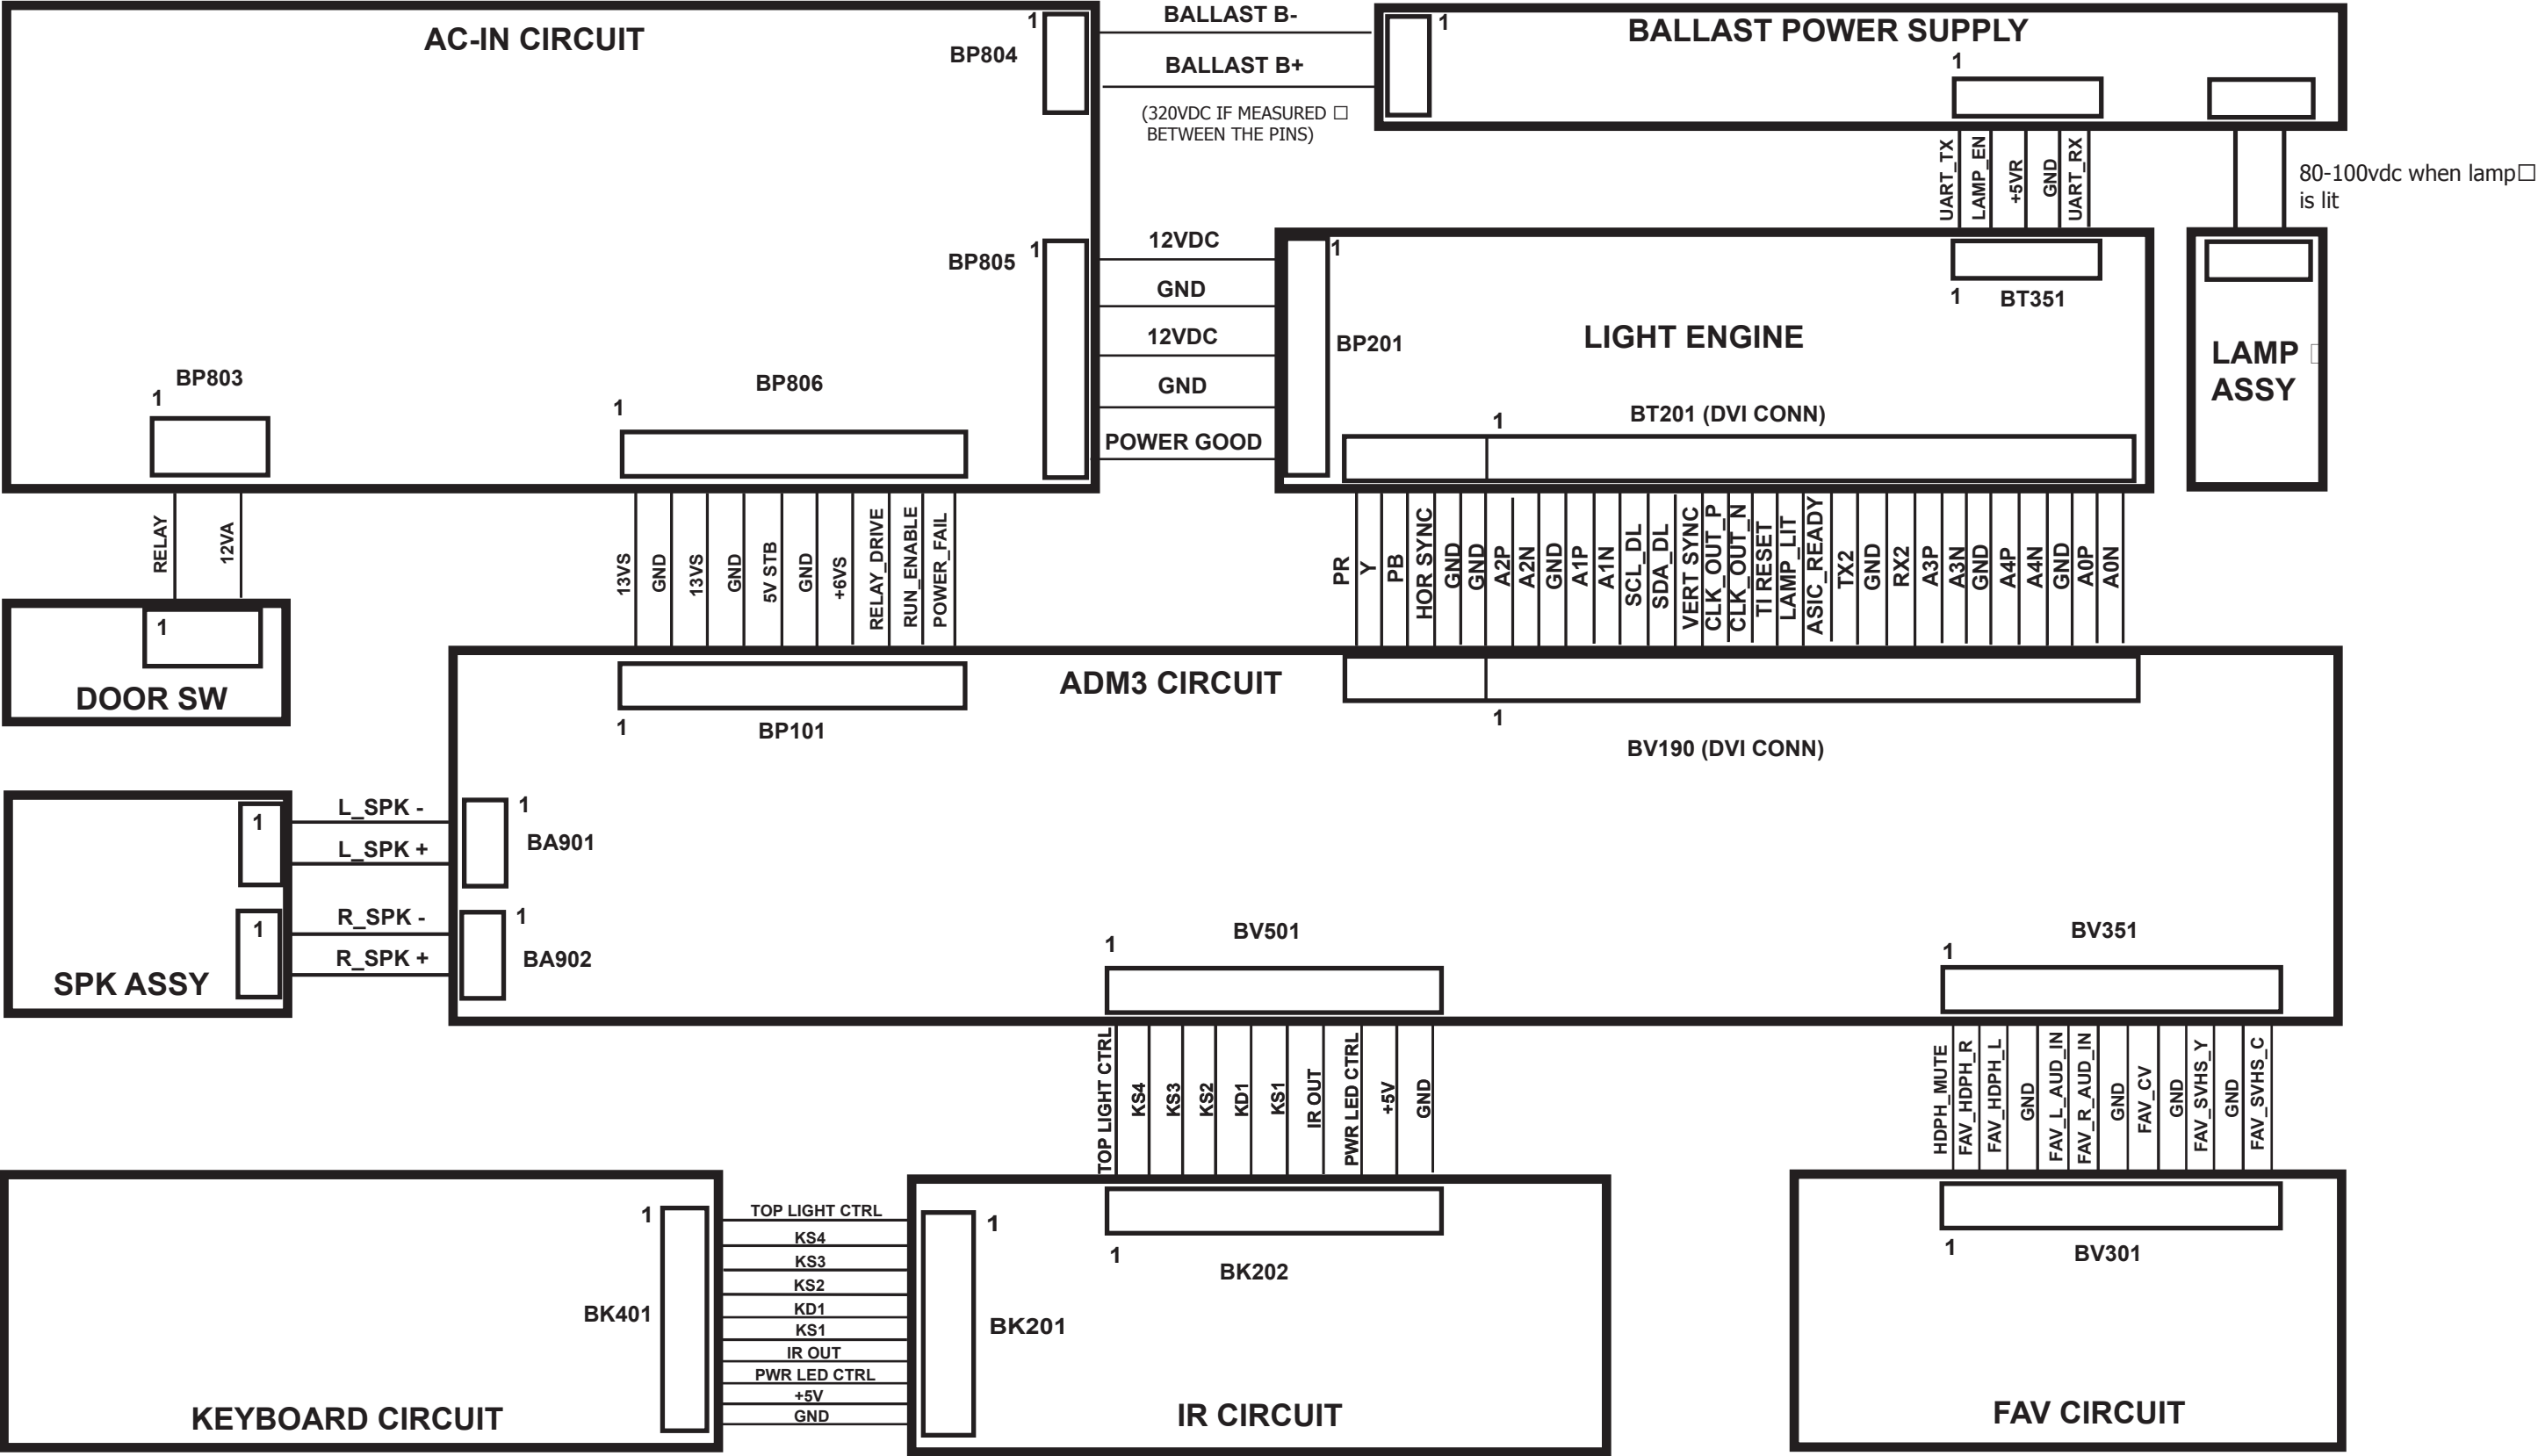 AC-IN CIRCUIT
1
BP804
BALLAST B-
BALLAST B+
(320VDC IF MEASURED □
BETWEEN THE PINS)
1
BALLAST POWER SUPPLY
1
UART_TX
LAMP_EN
+5VR
GND
UART_RX
80-100vdc when lamp□
is lit
BP805
1
12VDC
GND
12VDC
GND
POWER GOOD
1
BP201
LIGHT ENGINE
1
BT351
LAMP □
ASSY
BP803
1
BP806
1
1
BT201 (DVI CONN)
RELAY
12VA
13VS
GND
13VS
GND
5V STB
GND
+6VS
RELAY_DRIVE
RUN_ENABLE
POWER_FAIL
PR
Y
PB
HOR SYNC
GND
GND
A2P
A2N
GND
A1P
A1N
SCL_DL
SDA_DL
VERT SYNC
CLK_OUT_P
CLK_OUT_N
TI RESET
LAMP_LIT
ASIC_READY
TX2
GND
RX2
A3P
A3N
GND
A4P
A4N
GND
A0P
A0N
1
DOOR SW
1
BP101
ADM3 CIRCUIT
1
BV190 (DVI CONN)
1
L_SPK -
L_SPK +
1
BA901
1
R_SPK -
R_SPK +
1
BA902
SPK ASSY
1
BV501
1
BV351
TOP LIGHT CTRL
KS4
KS3
KS2
KD1
KS1
IR OUT
PWR LED CTRL
+5V
GND
HDPH_MUTE
FAV_HDPH_R
FAV_HDPH_L
GND
FAV_L_AUD_IN
FAV_R_AUD_IN
GND
FAV_CV
GND
FAV_SVHS_Y
GND
FAV_SVHS_C
1
BK401
TOP LIGHT CTRL
KS4
KS3
KS2
KD1
KS1
IR OUT
PWR LED CTRL
+5V
GND
1
BK201
1
BK202
1
BV301
KEYBOARD CIRCUIT
IR CIRCUIT
FAV CIRCUIT